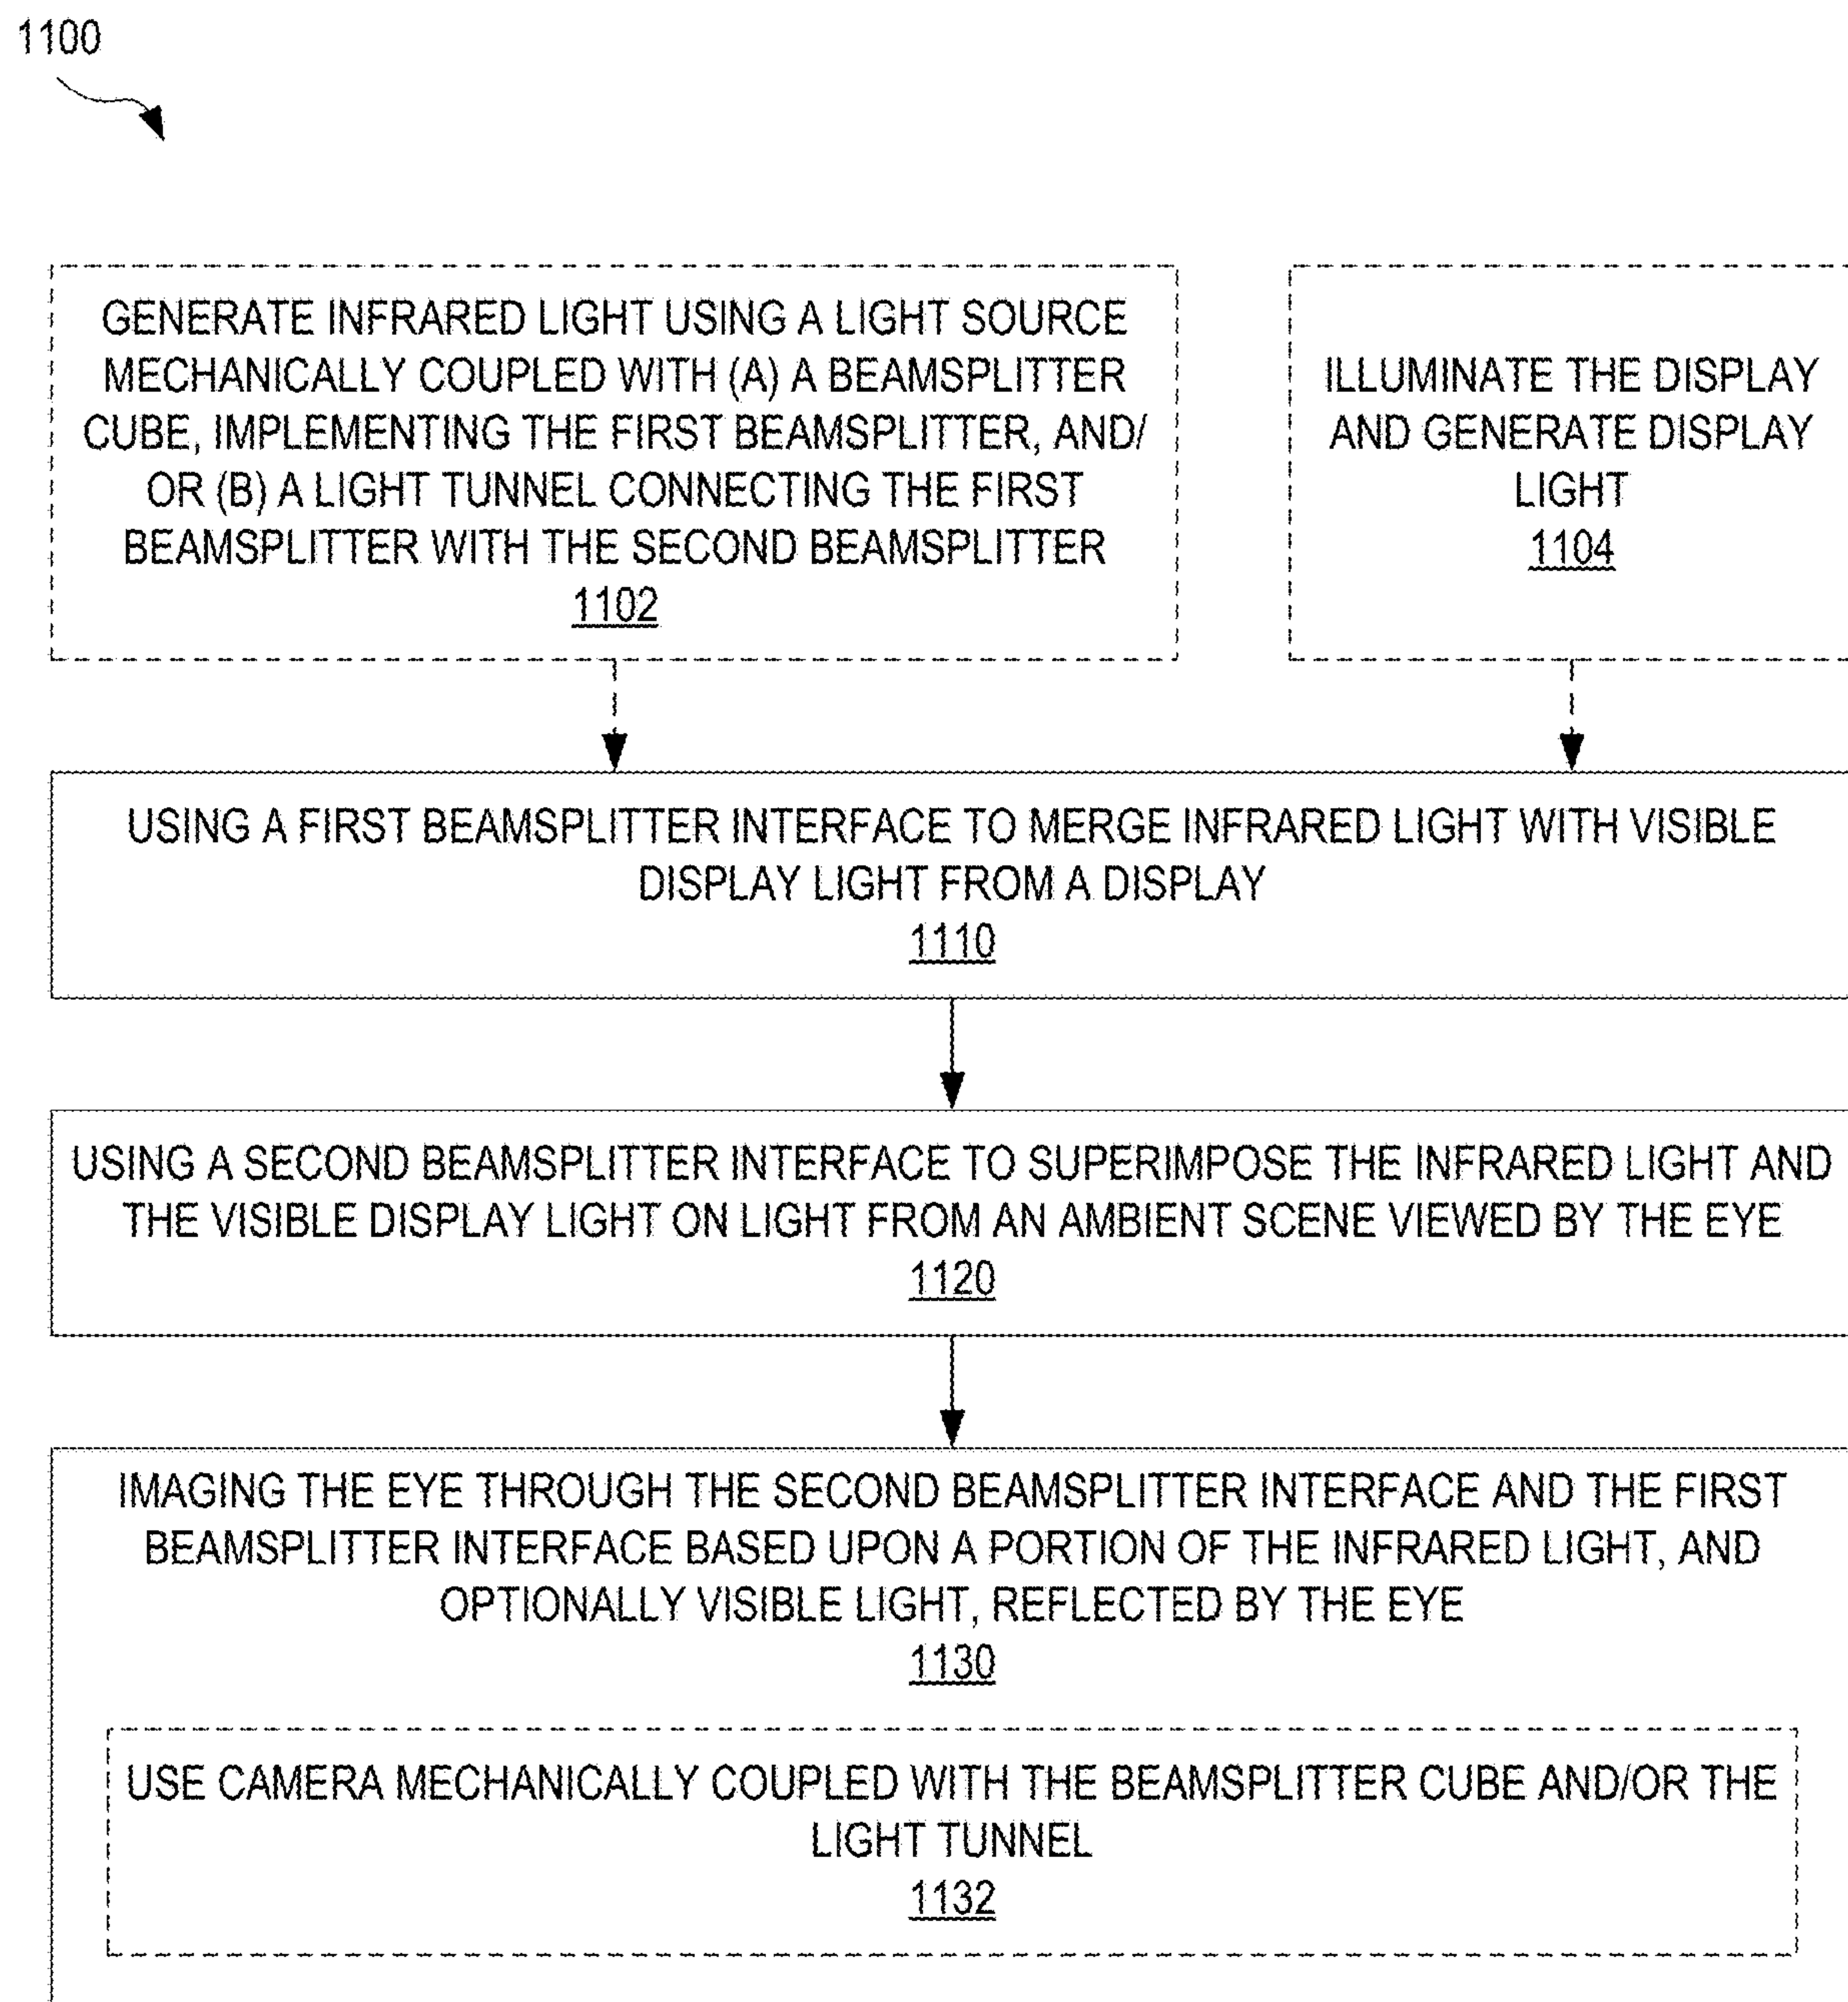 1100
GENERATE INFRARED LIGHT USING A LIGHT SOURCE
MECHANICALLY COUPLED WITH (A) A BEAMSPLITTER
CUBE, IMPLEMENTING THE FIRST BEAMSPLITTER, AND/
OR (B) A LIGHT TUNNEL CONNECTING THE FIRST
BEAMSPLITTER WITH THE SECOND BEAMSPLITTER
1102
ILLUMINATE THE DISPLAY
AND GENERATE DISPLAY
LIGHT
1104
USING A FIRST BEAMSPLITTER INTERFACE TO MERGE INFRARED LIGHT WITH VISIBLE
DISPLAY LIGHT FROM A DISPLAY
1110
USING A SECOND BEAMSPLITTER INTERFACE TO SUPERIMPOSE THE INFRARED LIGHT AND
THE VISIBLE DISPLAY LIGHT ON LIGHT FROM AN AMBIENT SCENE VIEWED BY THE EYE
1120
IMAGING THE EYE THROUGH THE SECOND BEAMSPLITTER INTERFACE AND THE FIRST
BEAMSPLITTER INTERFACE BASED UPON A PORTION OF THE INFRARED LIGHT, AND
OPTIONALLY VISIBLE LIGHT, REFLECTED BY THE EYE
1130
USE CAMERA MECHANICALLY COUPLED WITH THE BEAMSPLITTER CUBE AND/OR THE
LIGHT TUNNEL
1132